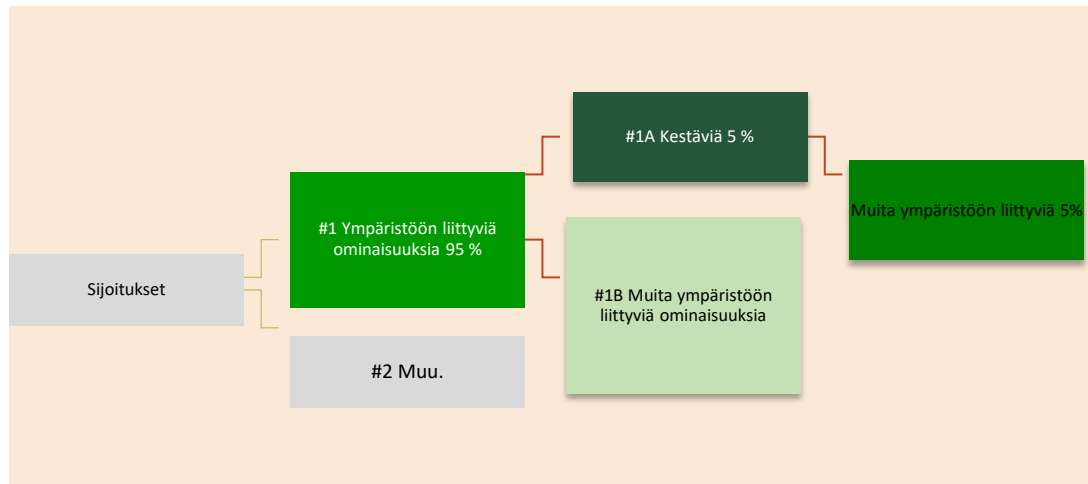 Sijoitukset
#1 Ympäristöön liittyviä
ominaisuuksia 95 %
#2 Muu.
#1A Kestäviä 5 %
#1B Muita ympäristöön
liittyviä ominaisuuksia
Muita ympäristöön liittyviä 5%